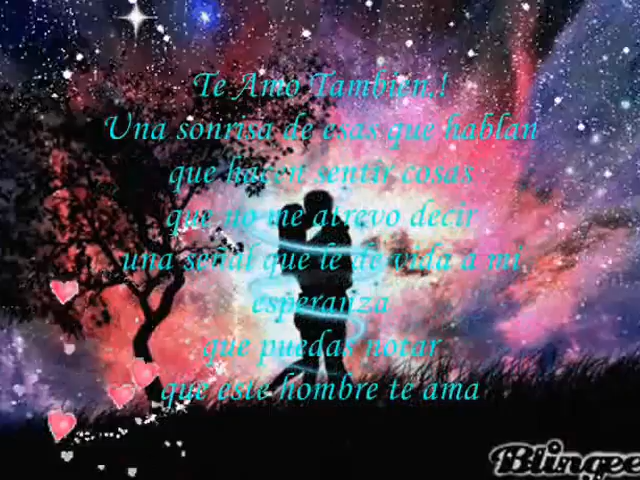 Te Amo Tambien.!
Una sonrisa de esas que hablan
que hacen sentir cosas
que no me atrevo decir
una señal que le de vida a mi
esperanza
que puedas notar
que este hombre te ama
Blingee